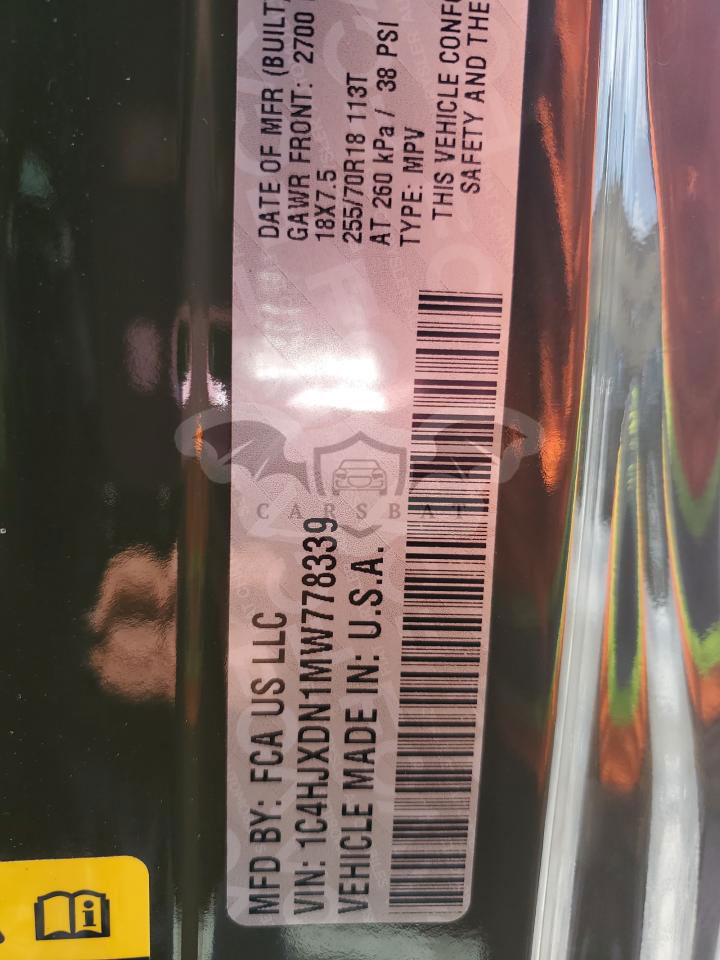 MFD BY: FCA US LLC
VIN: 1C4HJXDN1MW778339
VEHICLE MADE IN: U.S.A.
DATE OF MFR (BUILT)
GAWR FRONT: 2700
18X7.5
255/70R18 113T
AT 260 kPa / 38 PSI
TYPE: MPV
THIS VEHICLE
SAFETY AND THE
CARSBAT